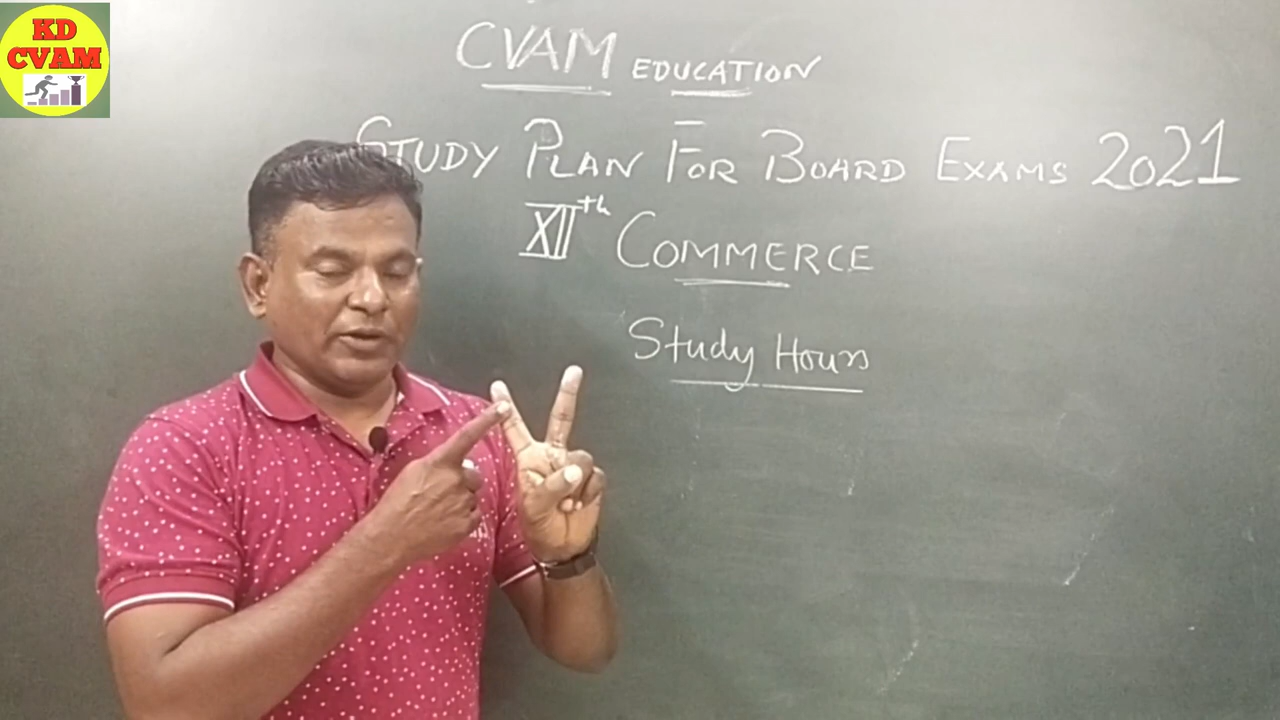 KD
CVAM
CVAM EDUCATION
STUDY PLAN FOR BOARD EXAMS 2021
XIIth COMMERCE
Study Hours